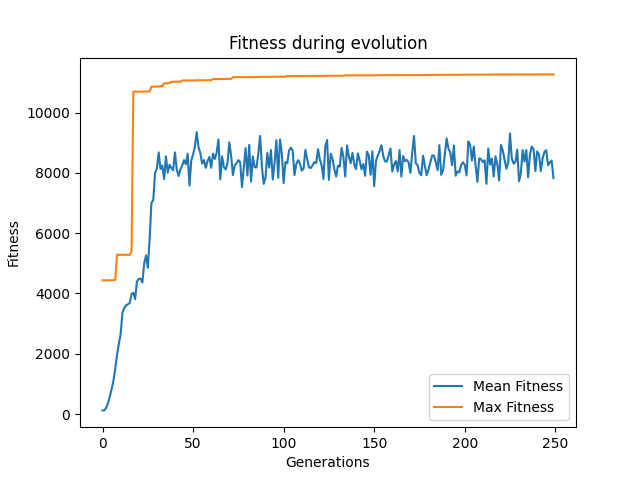 Fitness during evolution
10000
8000
6000
4000
2000
0
Fitness
0 50 100 150 200 250
Generations
Mean Fitness
Max Fitness